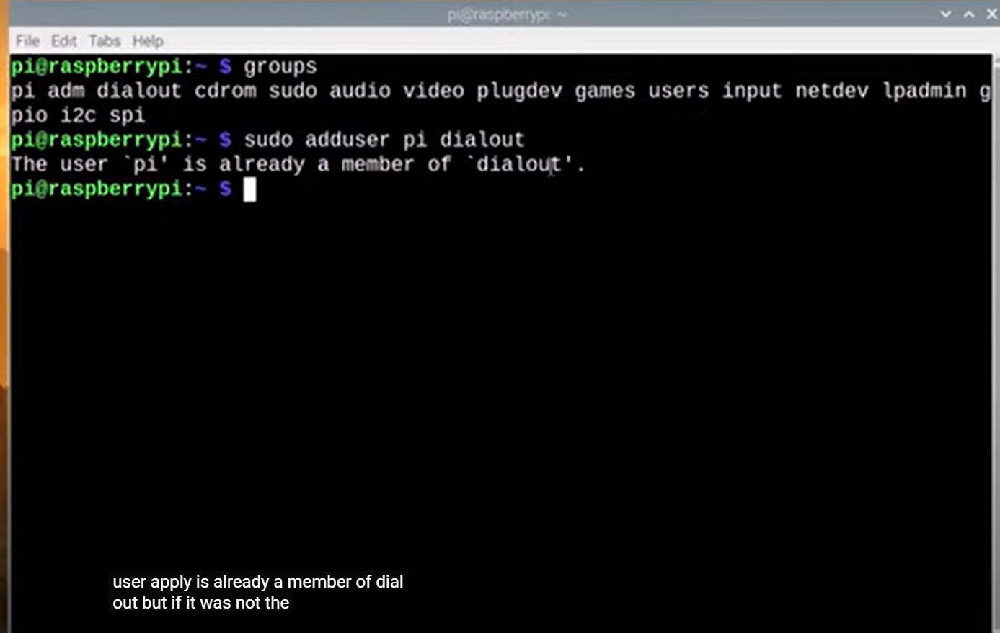 pi@raspberrypi: ~
File Edit Tabs Help
pi@raspberrypi:~ $ groups
pi adm dialout cdrom sudo audio video plugdev games users input netdev lpadmin g
pio i2c spi
pi@raspberrypi:~ $ sudo adduser pi dialout
The user `pi' is already a member of `dialout'.
pi@raspberrypi:~ $
user apply is already a member of dial
out but if it was not the